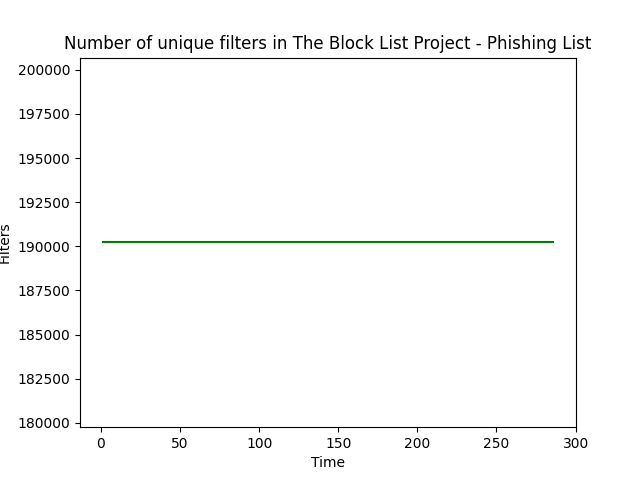 Number of unique filters in The Block List Project - Phishing List
200000
197500
195000
192500
190000
187500
185000
182500
180000
Filters
0 50 100 150 200 250 300
Time